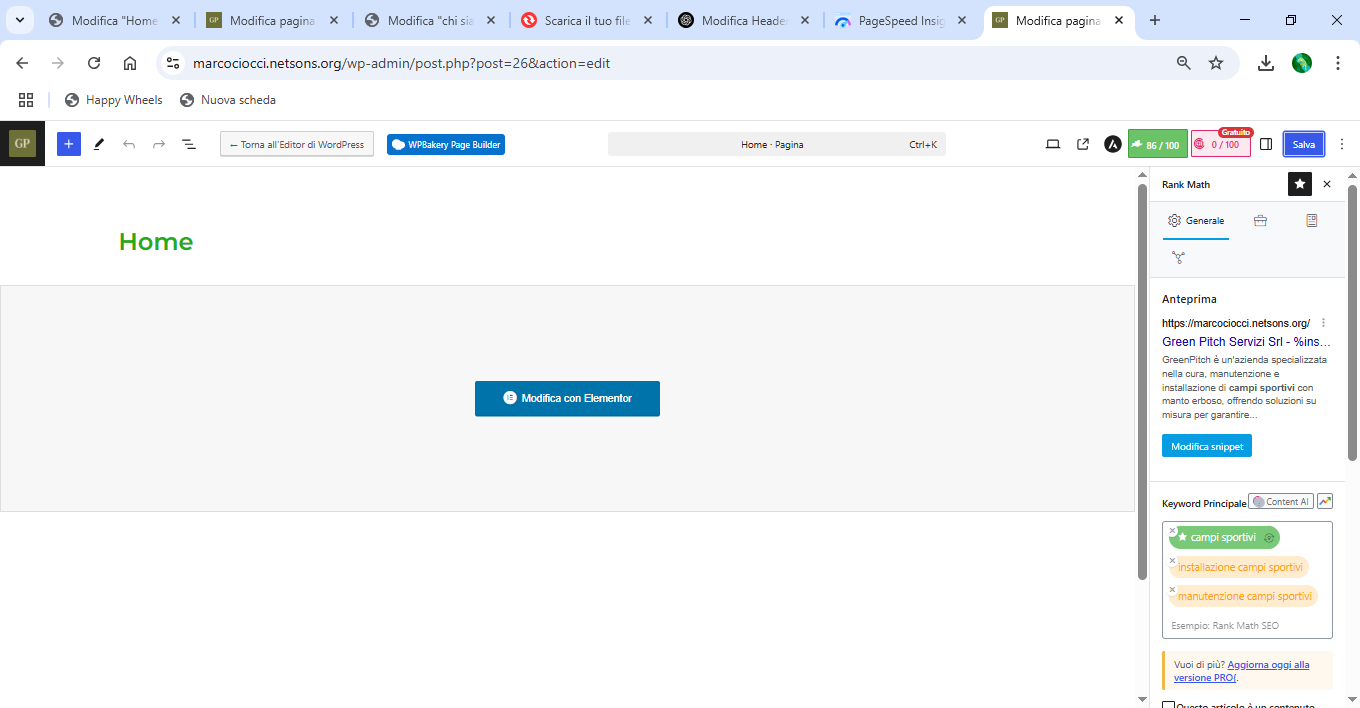 Modifica "Home
Modifica pagina
Modifica "chi sia
Scarica il tuo file
Modifica Heade
PageSpeed Insig
Modifica pagina
marcociocci.netsons.org/wp-admin/post.php?post=26&action=edit
Happy Wheels
Nuova scheda
GP
← Torna all'Editor di WordPress
WPBakery Page Builder
Home · Pagina
Ctrl+K
86 / 100
Gratuito
0 / 100
Salva
Home
Modifica con Elementor
Rank Math
Generale
Anteprima
https://marcociocci.netsons.org/
Green Pitch Servizi Srl - %ins...
GreenPitch è un'azienda specializzata
nella cura, manutenzione e
installazione di campi sportivi con
manto erboso, offrendo soluzioni su
misura per garantire...
Modifica snippet
Keyword Principale
Content AI
campi sportivi
installazione campi sportivi
manutenzione campi sportivi
Esempio: Rank Math SEO
Vuoi di più? Aggiorna oggi alla
versione PRO
Questo articolo è un contenuto